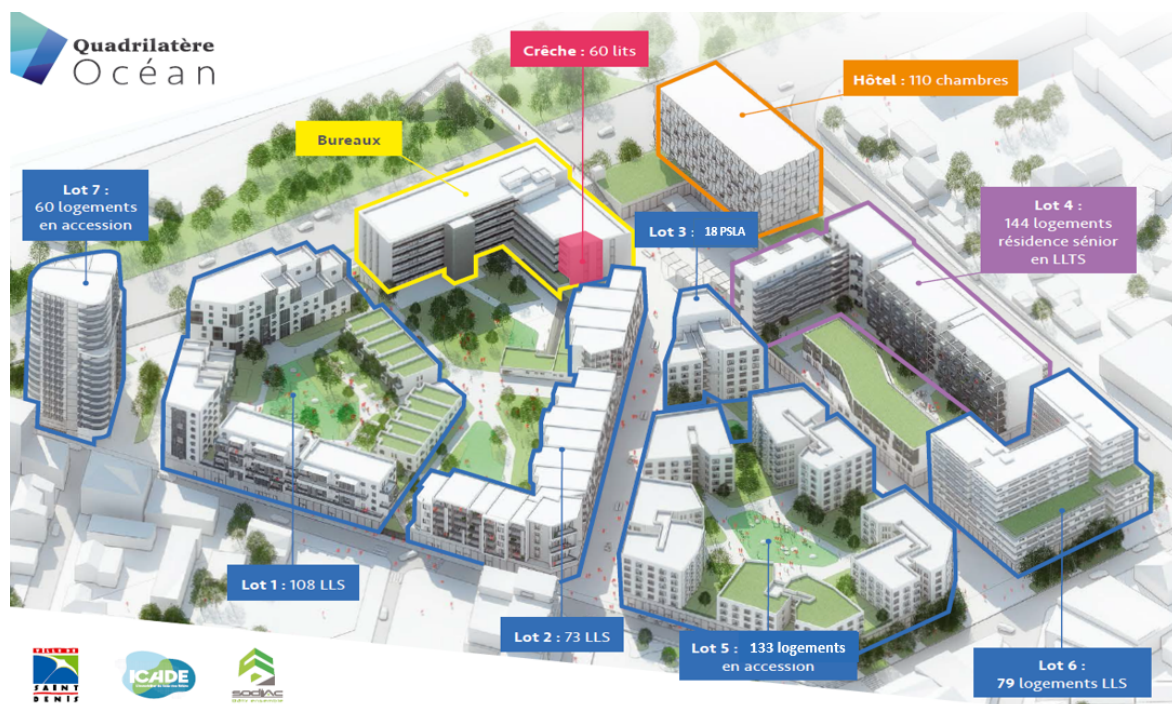 Quadrilatère
Océan
Crêche : 60 lits
Hôtel : 110 chambres
Bureaux
Lot 7 :
60 logements
en accession
Lot 3 : 18 PSLA
Lot 4 :
144 logements
résidence sénior
en LLTS
Lot 1 : 108 LLS
Lot 2 : 73 LLS
Lot 5 : 133 logements
en accession
Lot 6 :
79 logements LLS
VILLE DE
SAINT
DENIS
ICADE
sodiac